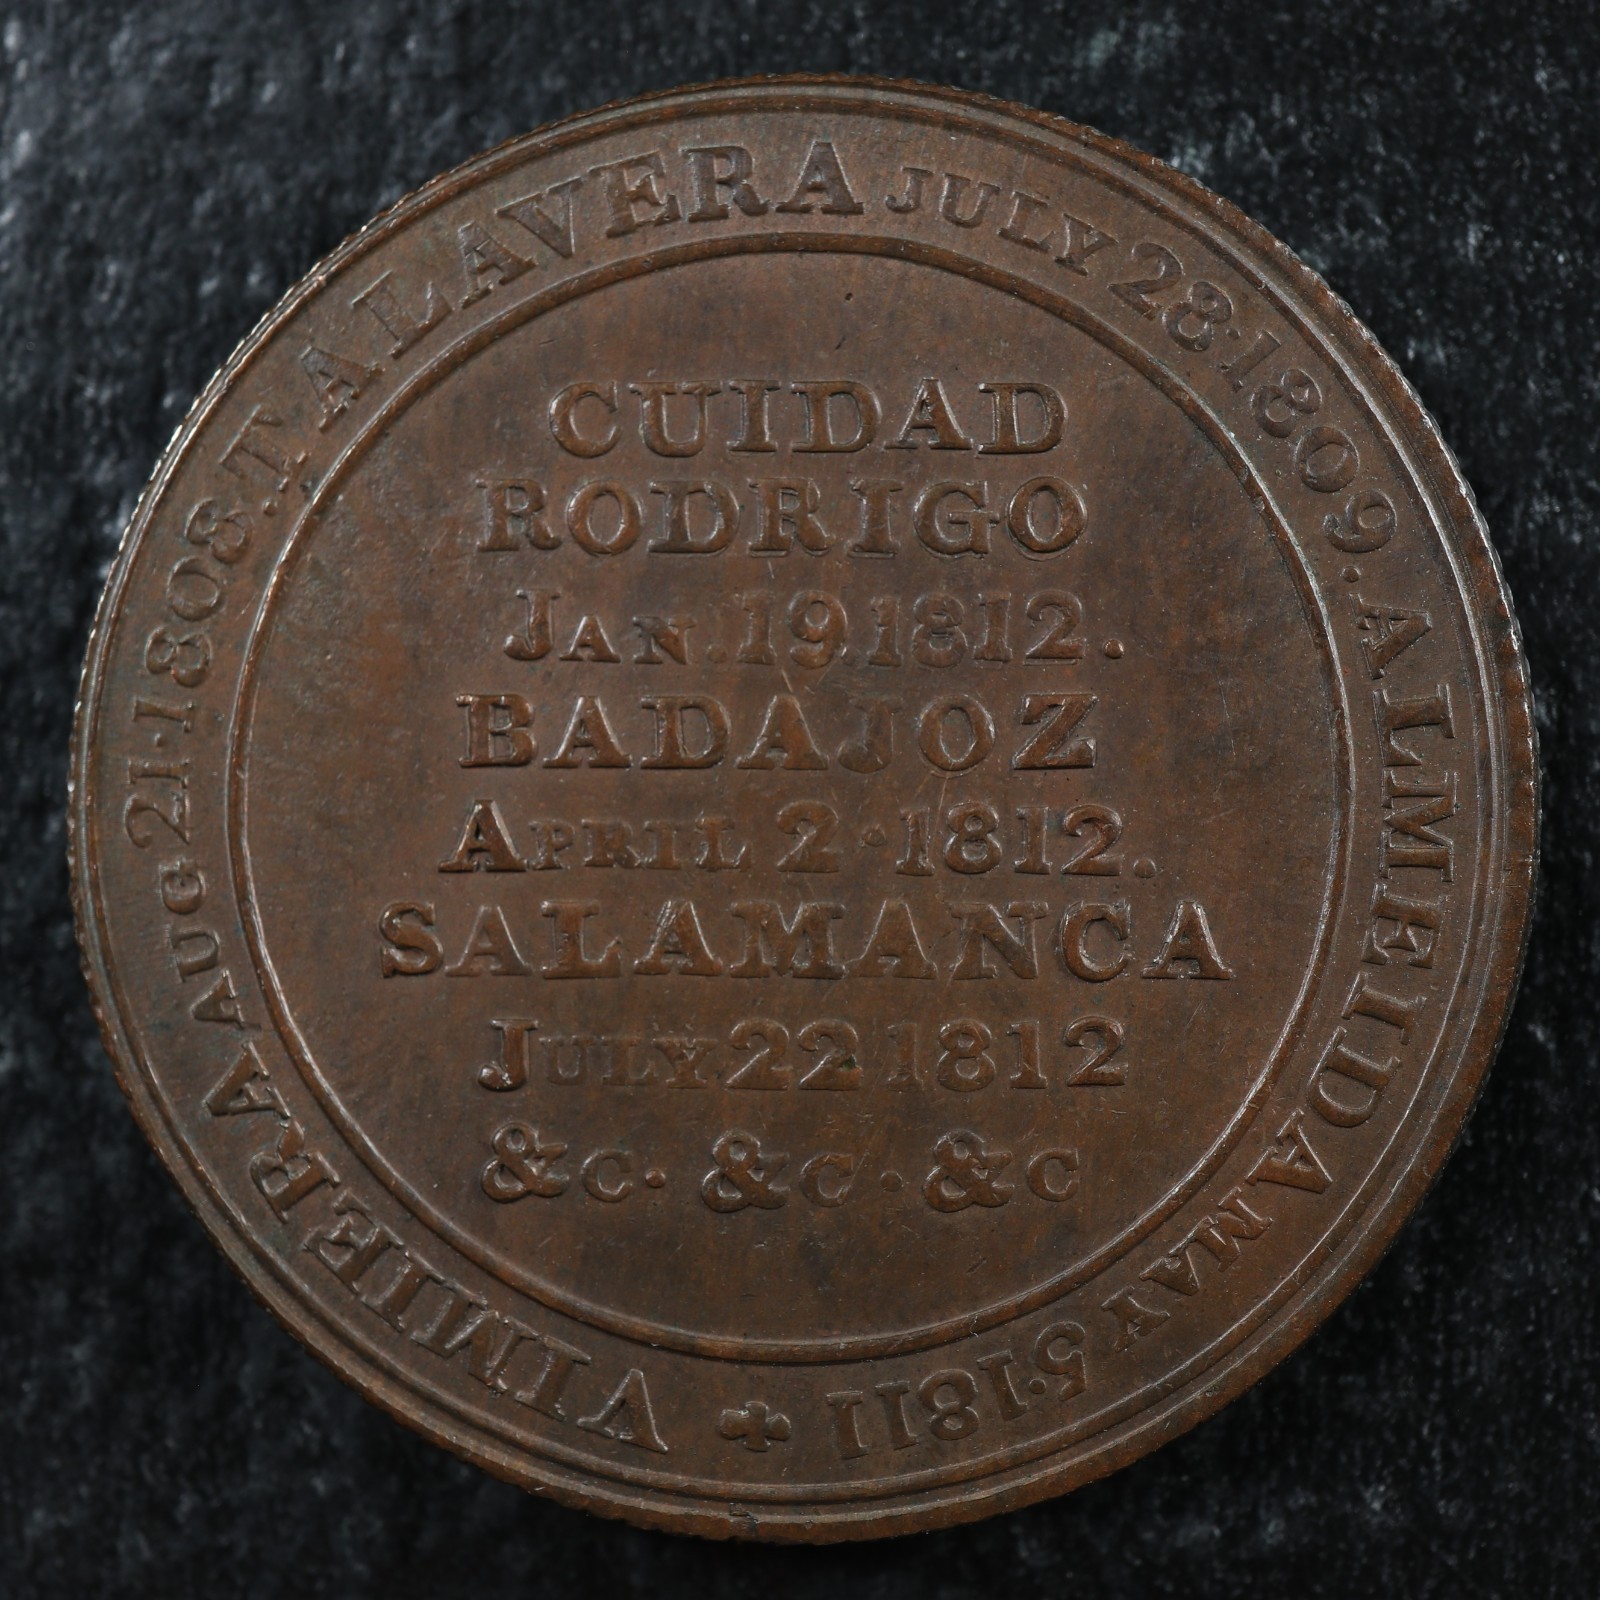 VIMIERA AUG 21·1808. TALAVERA JULY 28·1809. ALMEIDA MAY 5·1811
CUIDAD
RODRIGO
JAN. 19. 1812.
BADAJOZ
APRIL 2·1812.
SALAMANCA
JULY 22 1812
&C. &C. &C